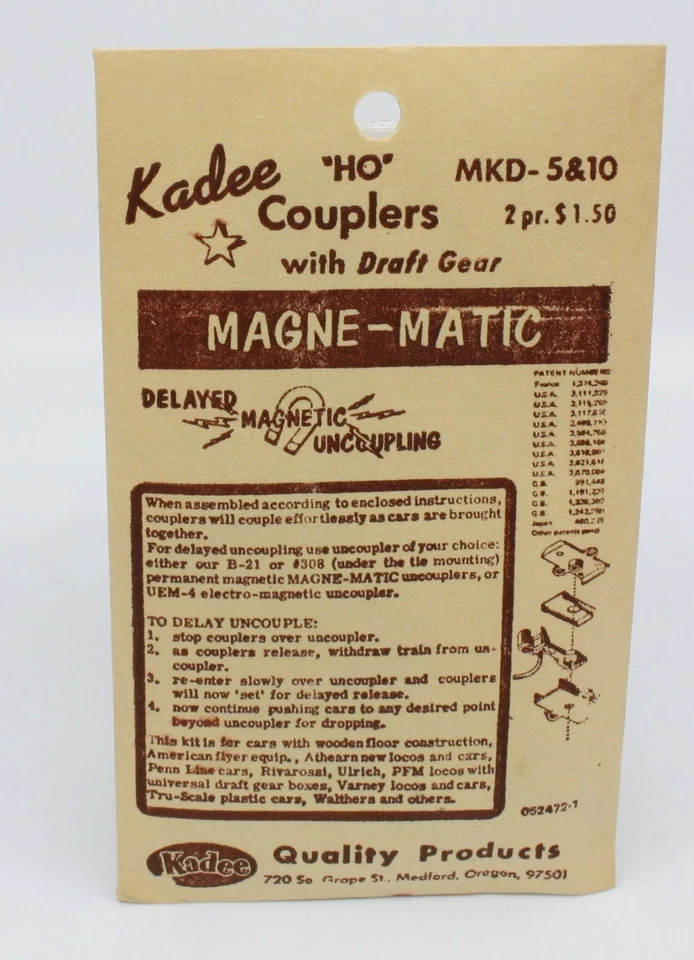 Kadee "HO" MKD-5&10
Couplers 2 pr. $1.50
with Draft Gear
MAGNE-MATIC
DELAYED
MAGNETIC
UNCOUPLING
PATENT NUMBERS
France
U.S.A.
U.S.A.
U.S.A.
U.S.A.
U.S.A.
U.S.A.
U.S.A.
U.S.A.
U.S.A.
G.B.
G.B.
G.B.
G.B.
Japan
Other patents
When assembled according to enclosed instructions,
couplers will couple effortlessly as cars are brought
together.
For delayed uncoupling use uncoupler of your choice:
either our B-21 or #308 (under the tie mounting)
permanent magnetic MAGNE-MATIC uncouplers, or
UEM-4 electro-magnetic uncoupler.
TO DELAY UNCOUPLE:
1. stop couplers over uncoupler.
2. as couplers release, withdraw train from un-
coupler.
3. re-enter slowly over uncoupler and couplers
will now 'set' for delayed release.
4. now continue pushing cars to any desired point
beyond uncoupler for dropping.
This kit is for cars with wooden floor construction,
American flyer equip., Athearn new locos and cars,
Penn Line cars, Rivarossi, Ulrich, PFM locos with
universal draft gear boxes, Varney locos and cars,
Tru-Scale plastic cars, Walthers and others.
052472-1
Kadee Quality Products
720 So. Grape St., Medford, Oregon, 97501